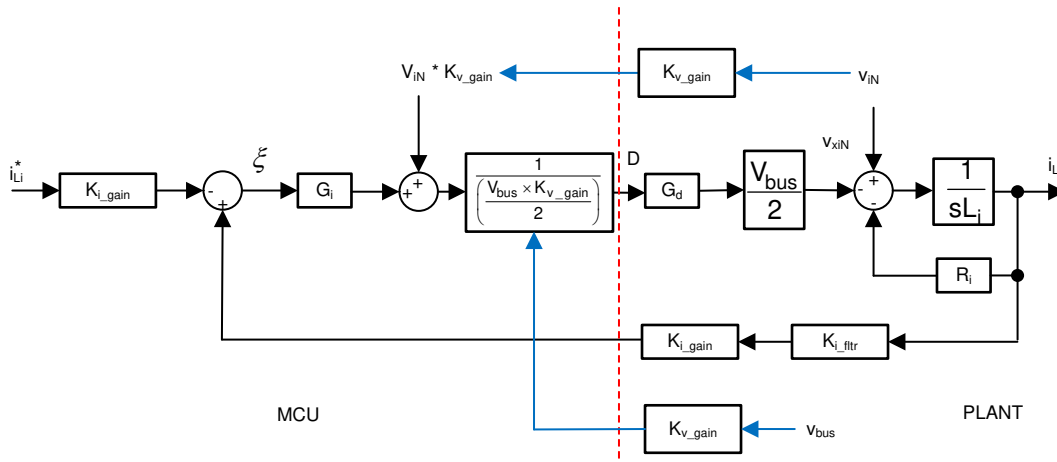 V_iN * K_v_gain
K_v_gain
v_iN
i*_Li
K_i_gain
-
+
ξ
G_i
+
+
1
(V_bus × K_v_gain
2)
D
G_d
V_bus
2
v_xiN
-
+
-
1
sL_i
i_L
R_i
K_i_gain
K_i_fltr
MCU
K_v_gain
v_bus
PLANT